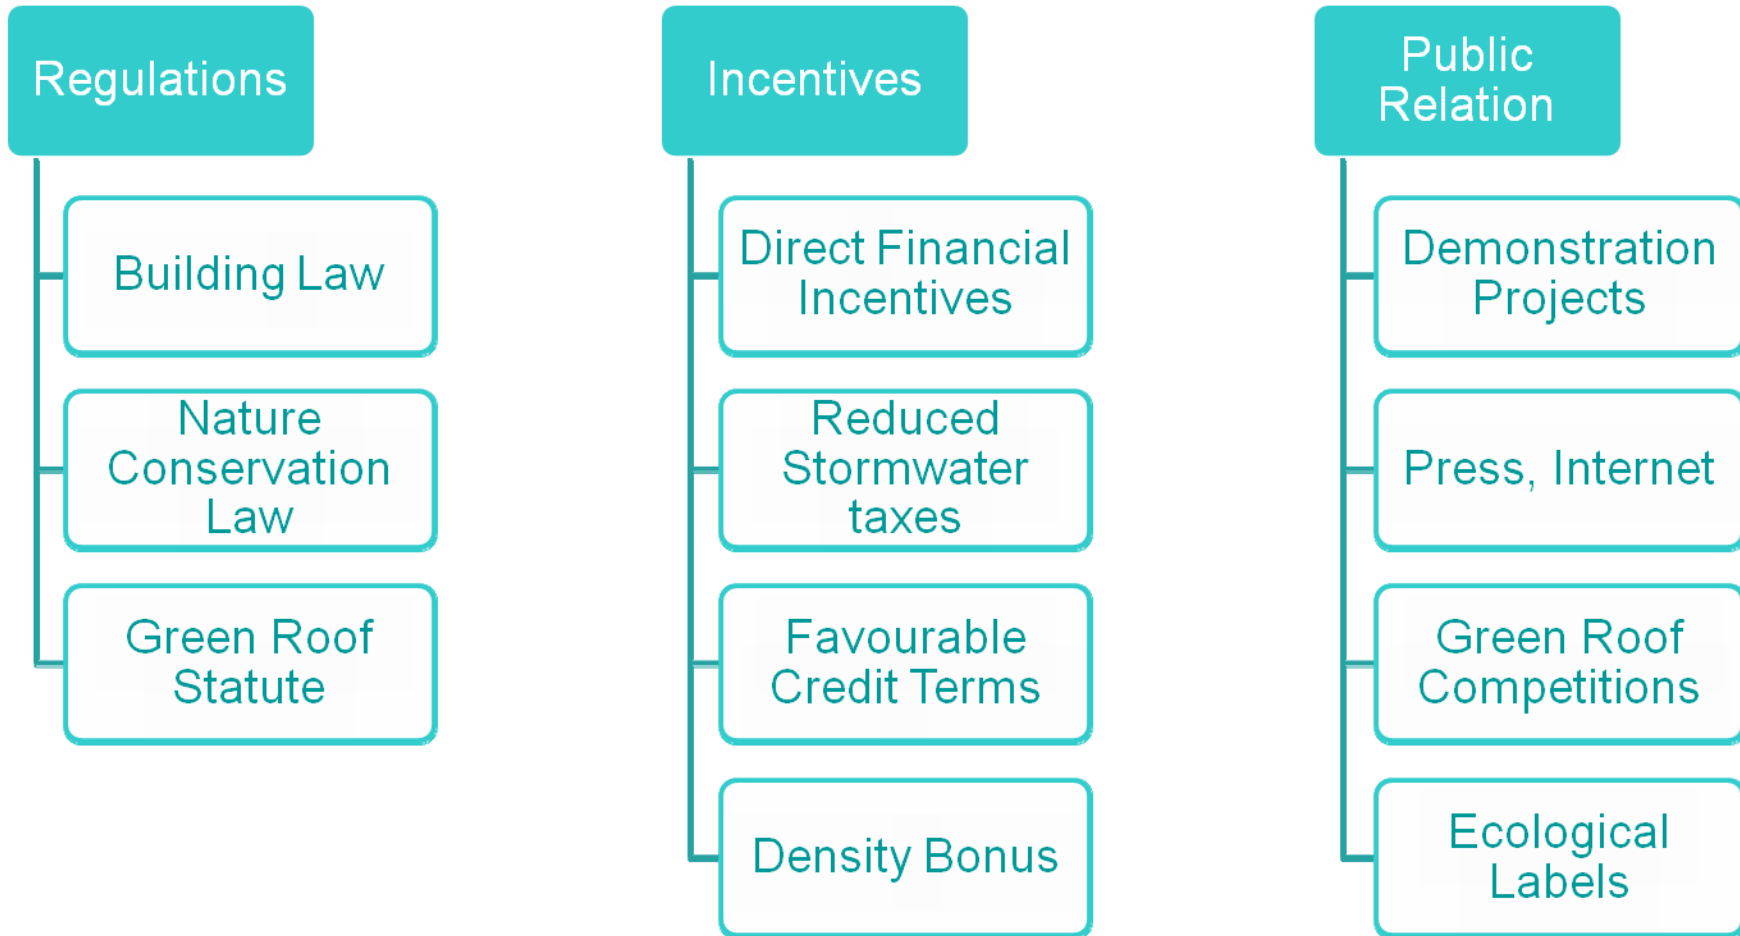 Regulations
Building Law
Nature
Conservation
Law
Green Roof
Statute
Incentives
Direct Financial
Incentives
Reduced
Stormwater
taxes
Favourable
Credit Terms
Density Bonus
Public
Relation
Demonstration
Projects
Press, Internet
Green Roof
Competitions
Ecological
Labels